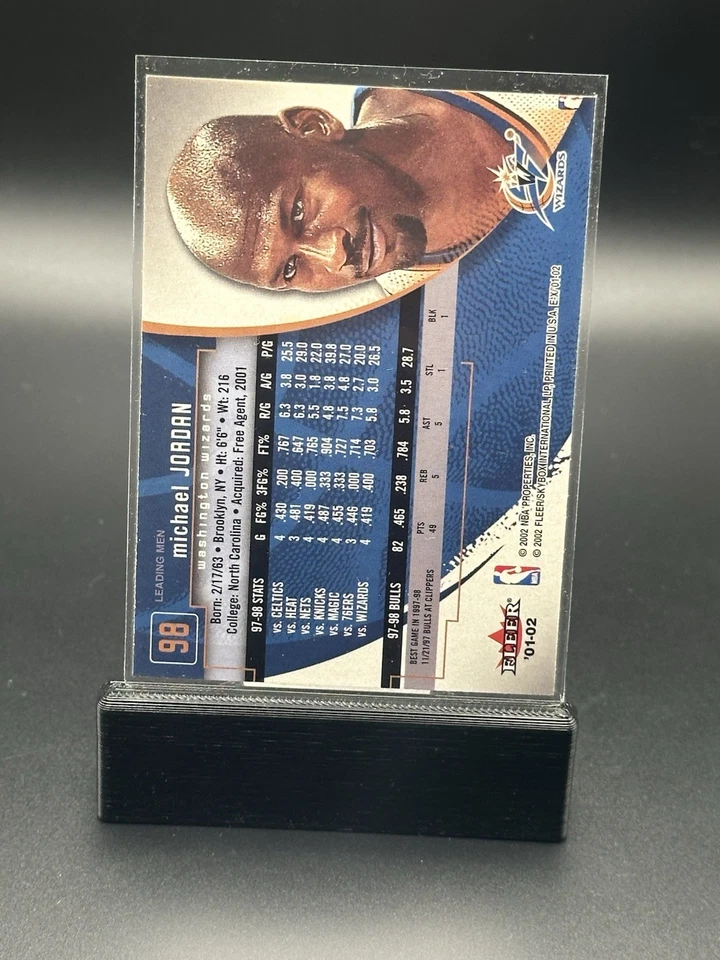 98
LEADING MEN
michael JORDAN
washington wizards
Born: 2/17/63 • Brooklyn, NY • Ht: 6'6" • Wt: 216
College: North Carolina • Acquired: Free Agent, 2001
97-98 STATS G FG% 3FG% FT% R/G A/G P/G
vs. CELTICS 4 .430 .200 .767 6.3 3.8 25.5
vs. HEAT 3 .481 .400 .647 6.3 3.0 29.0
vs. NETS 4 .419 .000 .765 5.5 1.8 22.0
vs. KNICKS 4 .487 .333 .904 4.8 3.8 39.8
vs. MAGIC 4 .455 .333 .727 7.5 4.8 27.0
vs. 76ERS 3 .446 .000 .714 7.3 2.7 20.0
vs. WIZARDS 4 .419 .400 .703 5.8 3.0 26.5
97-98 BULLS 82 .465 .238 .784 5.8 3.5 28.7
BEST GAME IN 1997-98 PTS REB AST STL BLK
11/21/97 BULLS AT CLIPPERS 49 5 5 1 1
WIZARDS
FLEER
'01-02
NBA
© 2002 NBA PROPERTIES, INC.
© 2002 FLEER/SKYBOX INTERNATIONAL, LP, PRINTED IN U.S.A. E-X/'01-02